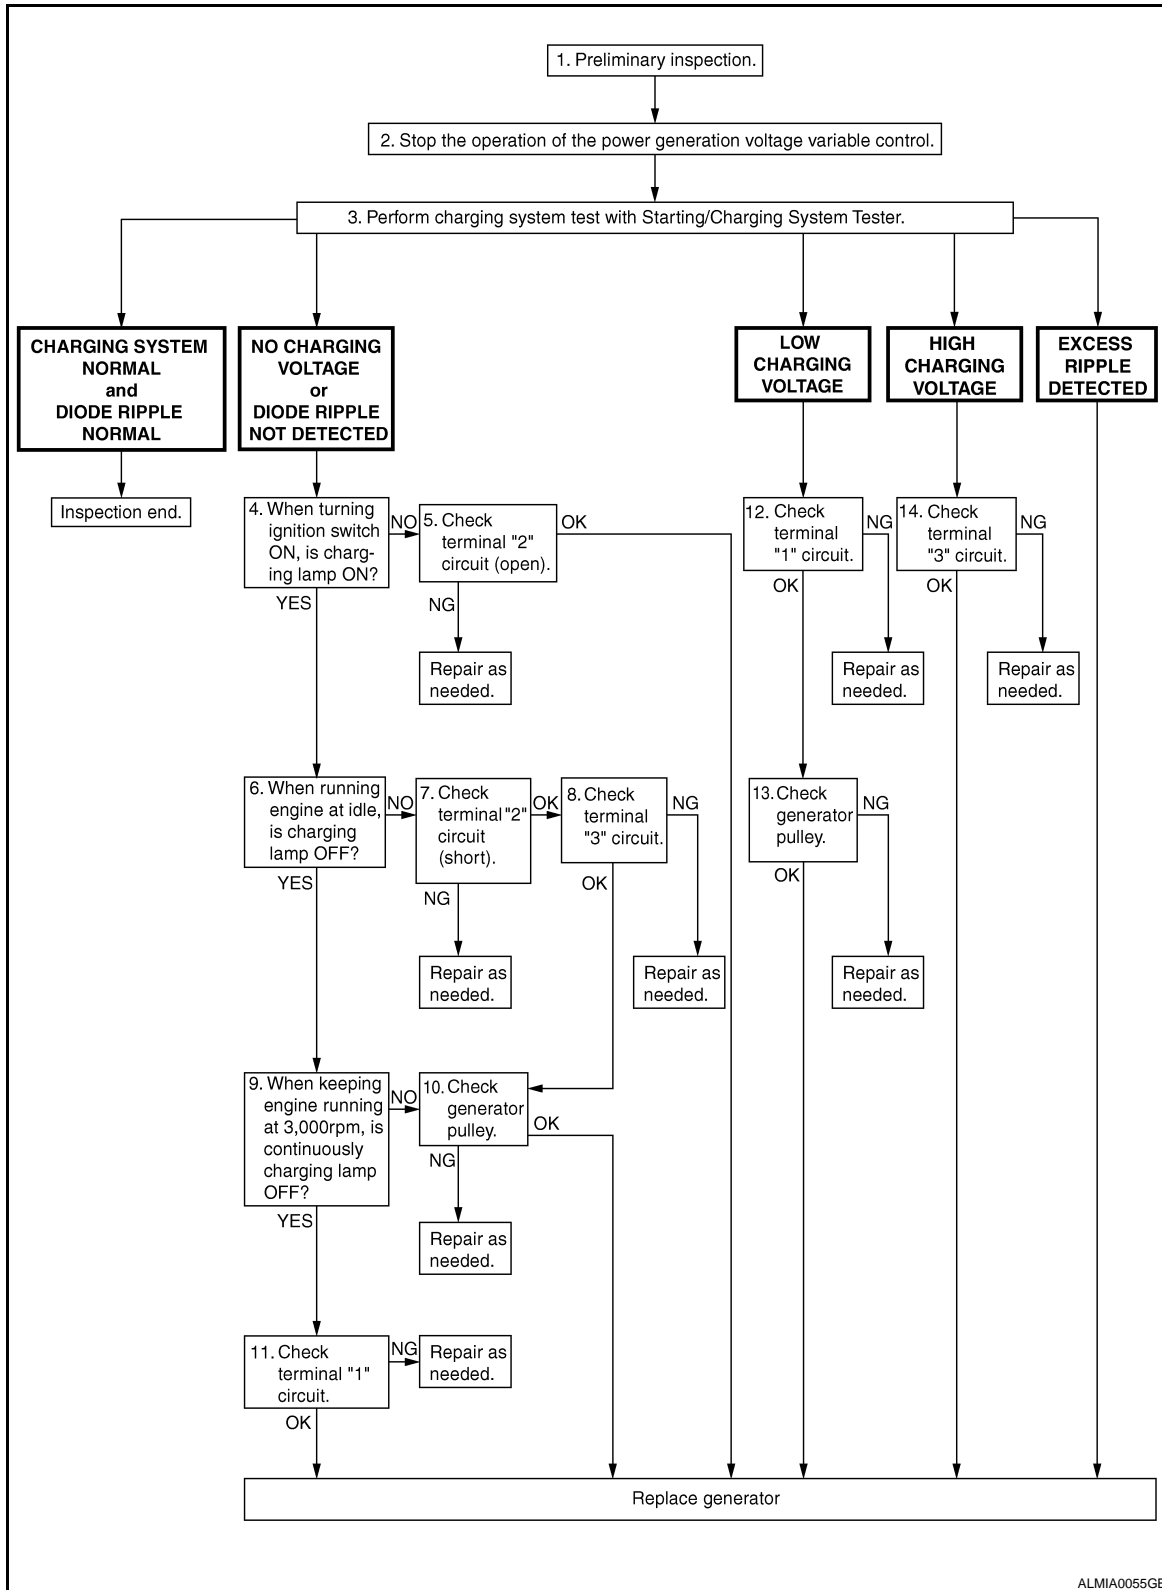 1. Preliminary inspection.
2. Stop the operation of the power generation voltage variable control.
3. Perform charging system test with Starting/Charging System Tester.
CHARGING SYSTEM
NORMAL
and
DIODE RIPPLE
NORMAL
NO CHARGING
VOLTAGE
or
DIODE RIPPLE
NOT DETECTED
LOW
CHARGING
VOLTAGE
HIGH
CHARGING
VOLTAGE
EXCESS
RIPPLE
DETECTED
Inspection end.
4. When turning
ignition switch
ON, is charg-
ing lamp ON?
NO
YES
5. Check
terminal "2"
circuit (open).
OK
NG
Repair as
needed.
12. Check
terminal
"1" circuit.
NG
OK
Repair as
needed.
14. Check
terminal
"3" circuit.
NG
OK
Repair as
needed.
6. When running
engine at idle,
is charging
lamp OFF?
NO
YES
7. Check
terminal "2"
circuit
(short).
OK
NG
Repair as
needed.
8. Check
terminal
"3" circuit.
NG
OK
Repair as
needed.
13. Check
generator
pulley.
NG
OK
Repair as
needed.
9. When keeping
engine running
at 3,000rpm, is
continuously
charging lamp
OFF?
NO
YES
10. Check
generator
pulley.
OK
NG
Repair as
needed.
11. Check
terminal "1"
circuit.
NG
OK
Repair as
needed.
Replace generator